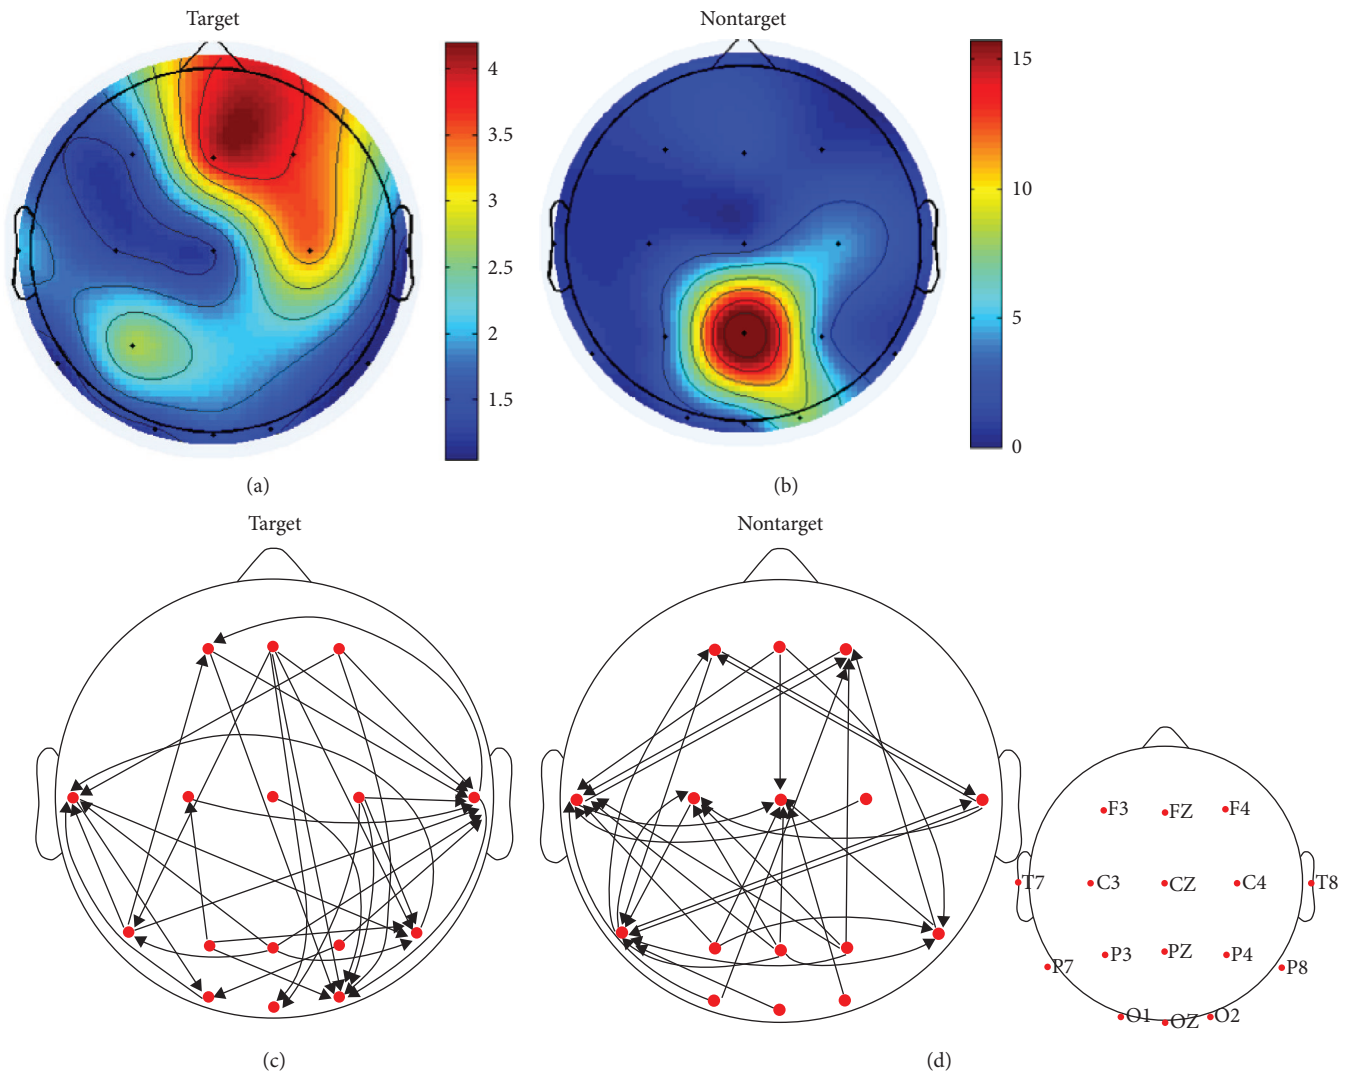 Target
Nontarget
4
3.5
3
2.5
2
1.5
15
10
5
0
(a)
(b)
Target
Nontarget
F3 FZ F4
T7 C3 CZ C4 T8
P3 PZ P4
P7 P8
O1 OZ O2
(c)
(d)